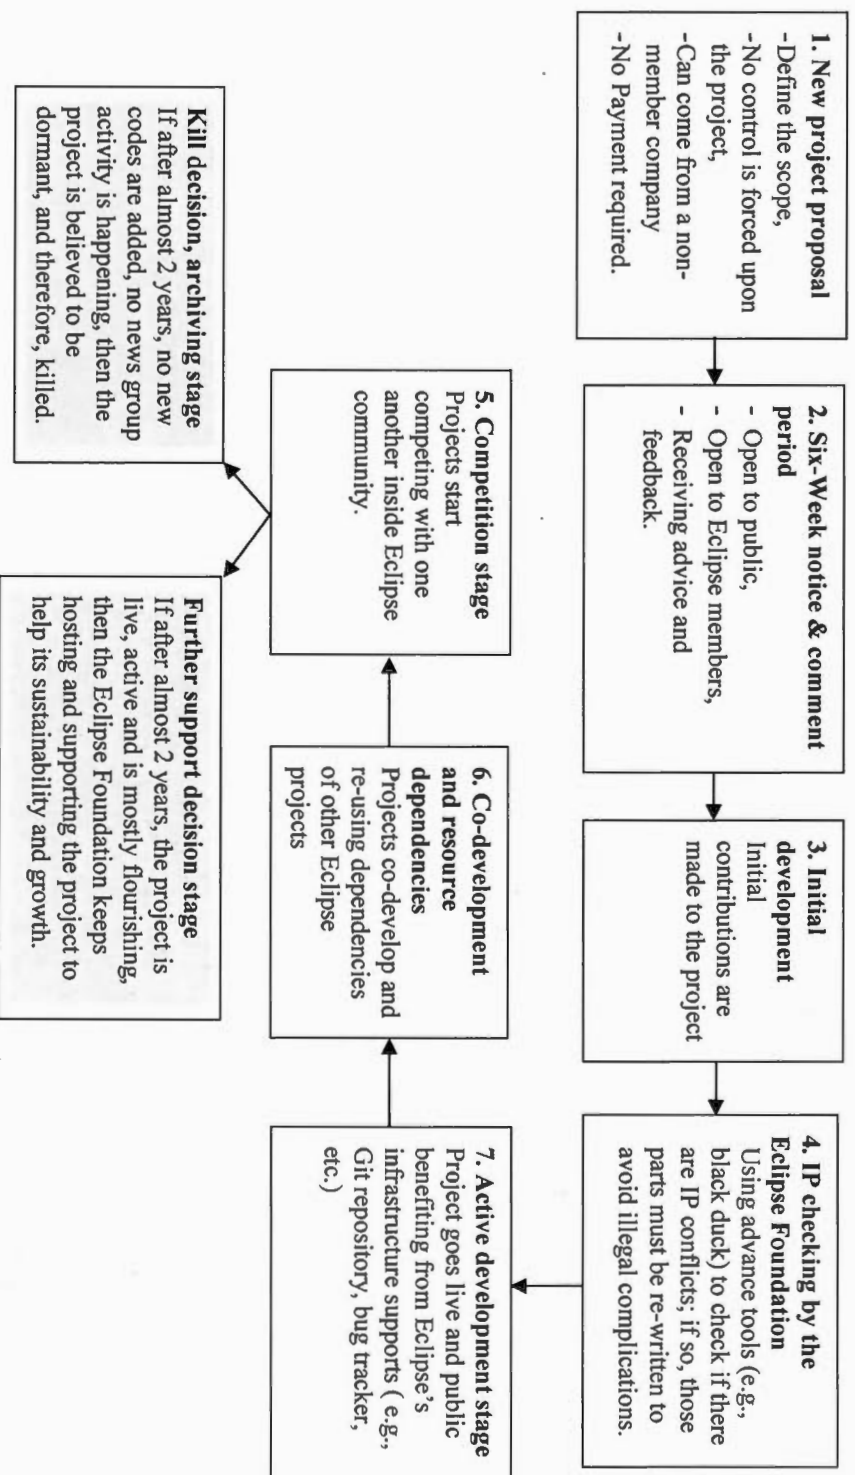 1. New project proposal
-Define the scope,
-No control is forced upon
the project,
-Can come from a non-
member company
-No Payment required.
2. Six-Week notice & comment
period
- Open to public,
- Open to Eclipse members,
- Receiving advice and
feedback.
3. Initial
development
Initial
contributions are
made to the project
4. IP checking by the
Eclipse Foundation
Using advance tools (e.g.,
black duck) to check if there
are IP conflicts; if so, those
parts must be re-written to
avoid illegal complications.
5. Competition stage
Projects start
competing with one
another inside Eclipse
community.
6. Co-development
and resource
dependencies
Projects co-develop and
re-using dependencies
of other Eclipse
projects
7. Active development stage
Project goes live and public
benefiting from Eclipse's
infrastructure supports ( e.g.,
Git repository, bug tracker,
etc.)
Kill decision, archiving stage
If after almost 2 years, no new
codes are added, no news group
activity is happening, then the
project is believed to be
dormant, and therefore, killed.
Further support decision stage
If after almost 2 years, the project is
live, active and is mostly flourishing,
then the Eclipse Foundation keeps
hosting and supporting the project to
help its sustainability and growth.